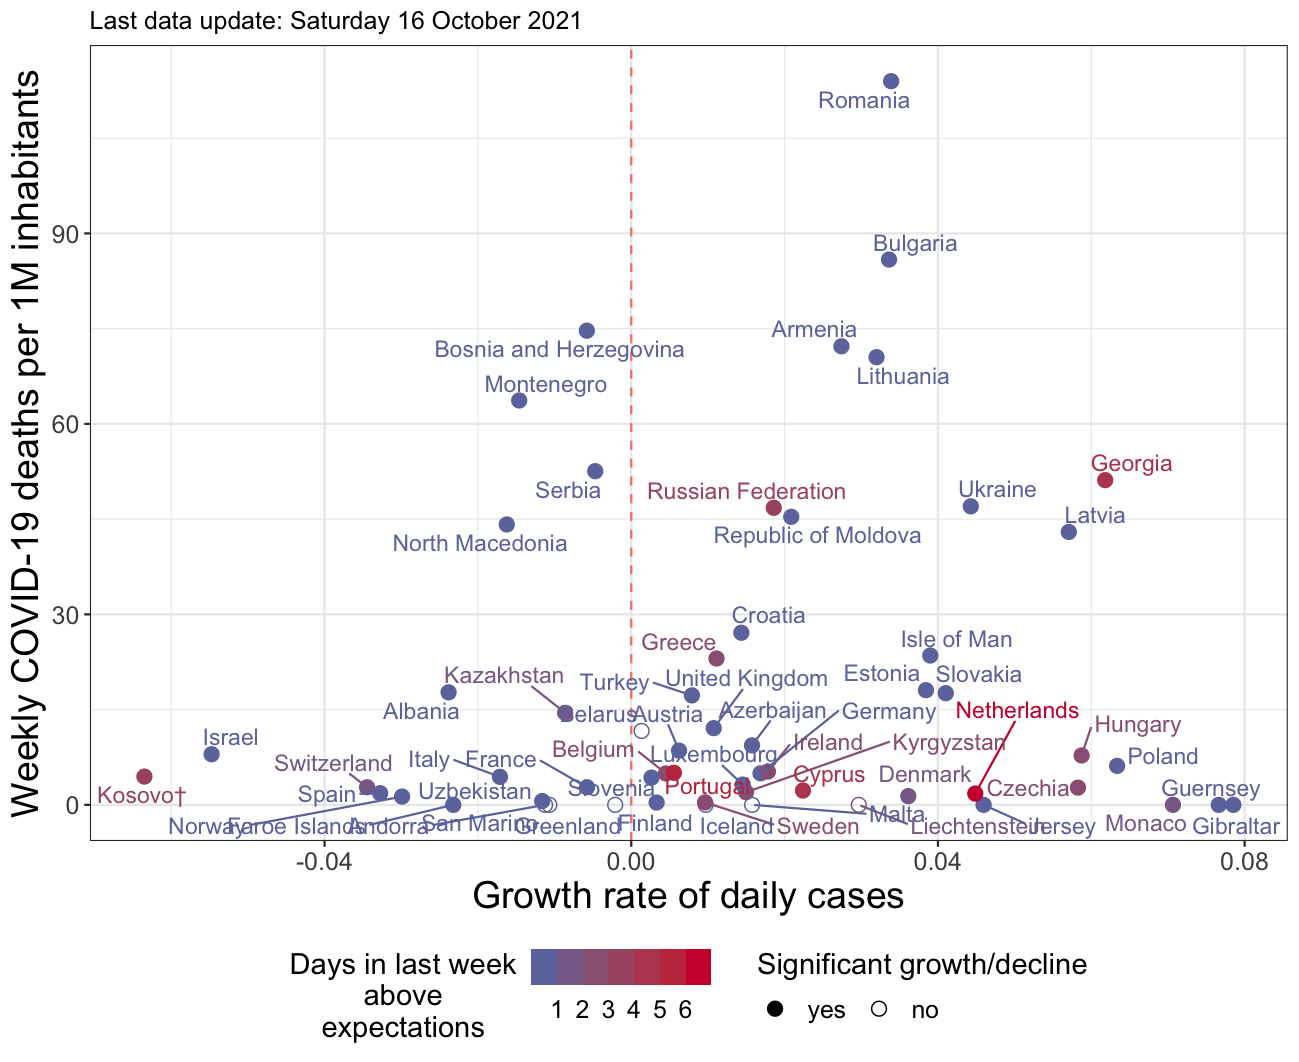 Last data update: Saturday 16 October 2021
Weekly COVID-19 deaths per 1M inhabitants
90
60
30
0
Romania
Bulgaria
Armenia
Bosnia and Herzegovina
Lithuania
Montenegro
Georgia
Serbia
Russian Federation
Ukraine
Latvia
Republic of Moldova
North Macedonia
Croatia
Greece
Isle of Man
Kazakhstan
Turkey
United Kingdom
Estonia
Slovakia
Albania
Belarus
Austria
Azerbaijan
Germany
Netherlands
Hungary
Israel
Belgium
Luxembourg
Ireland
Kyrgyzstan
Poland
Switzerland
Italy
France
Cyprus
Denmark
Kosovo†
Spain
Uzbekistan
Slovenia
Portugal
Czechia
Guernsey
Malta
Norway
Faroe Islands
Andorra
San Marino
Greenland
Finland
Iceland
Sweden
Liechtenstein
Jersey
Monaco
Gibraltar
-0.04
0.00
0.04
0.08
Growth rate of daily cases
Days in last week
above
expectations
1 2 3 4 5 6
Significant growth/decline
yes
no